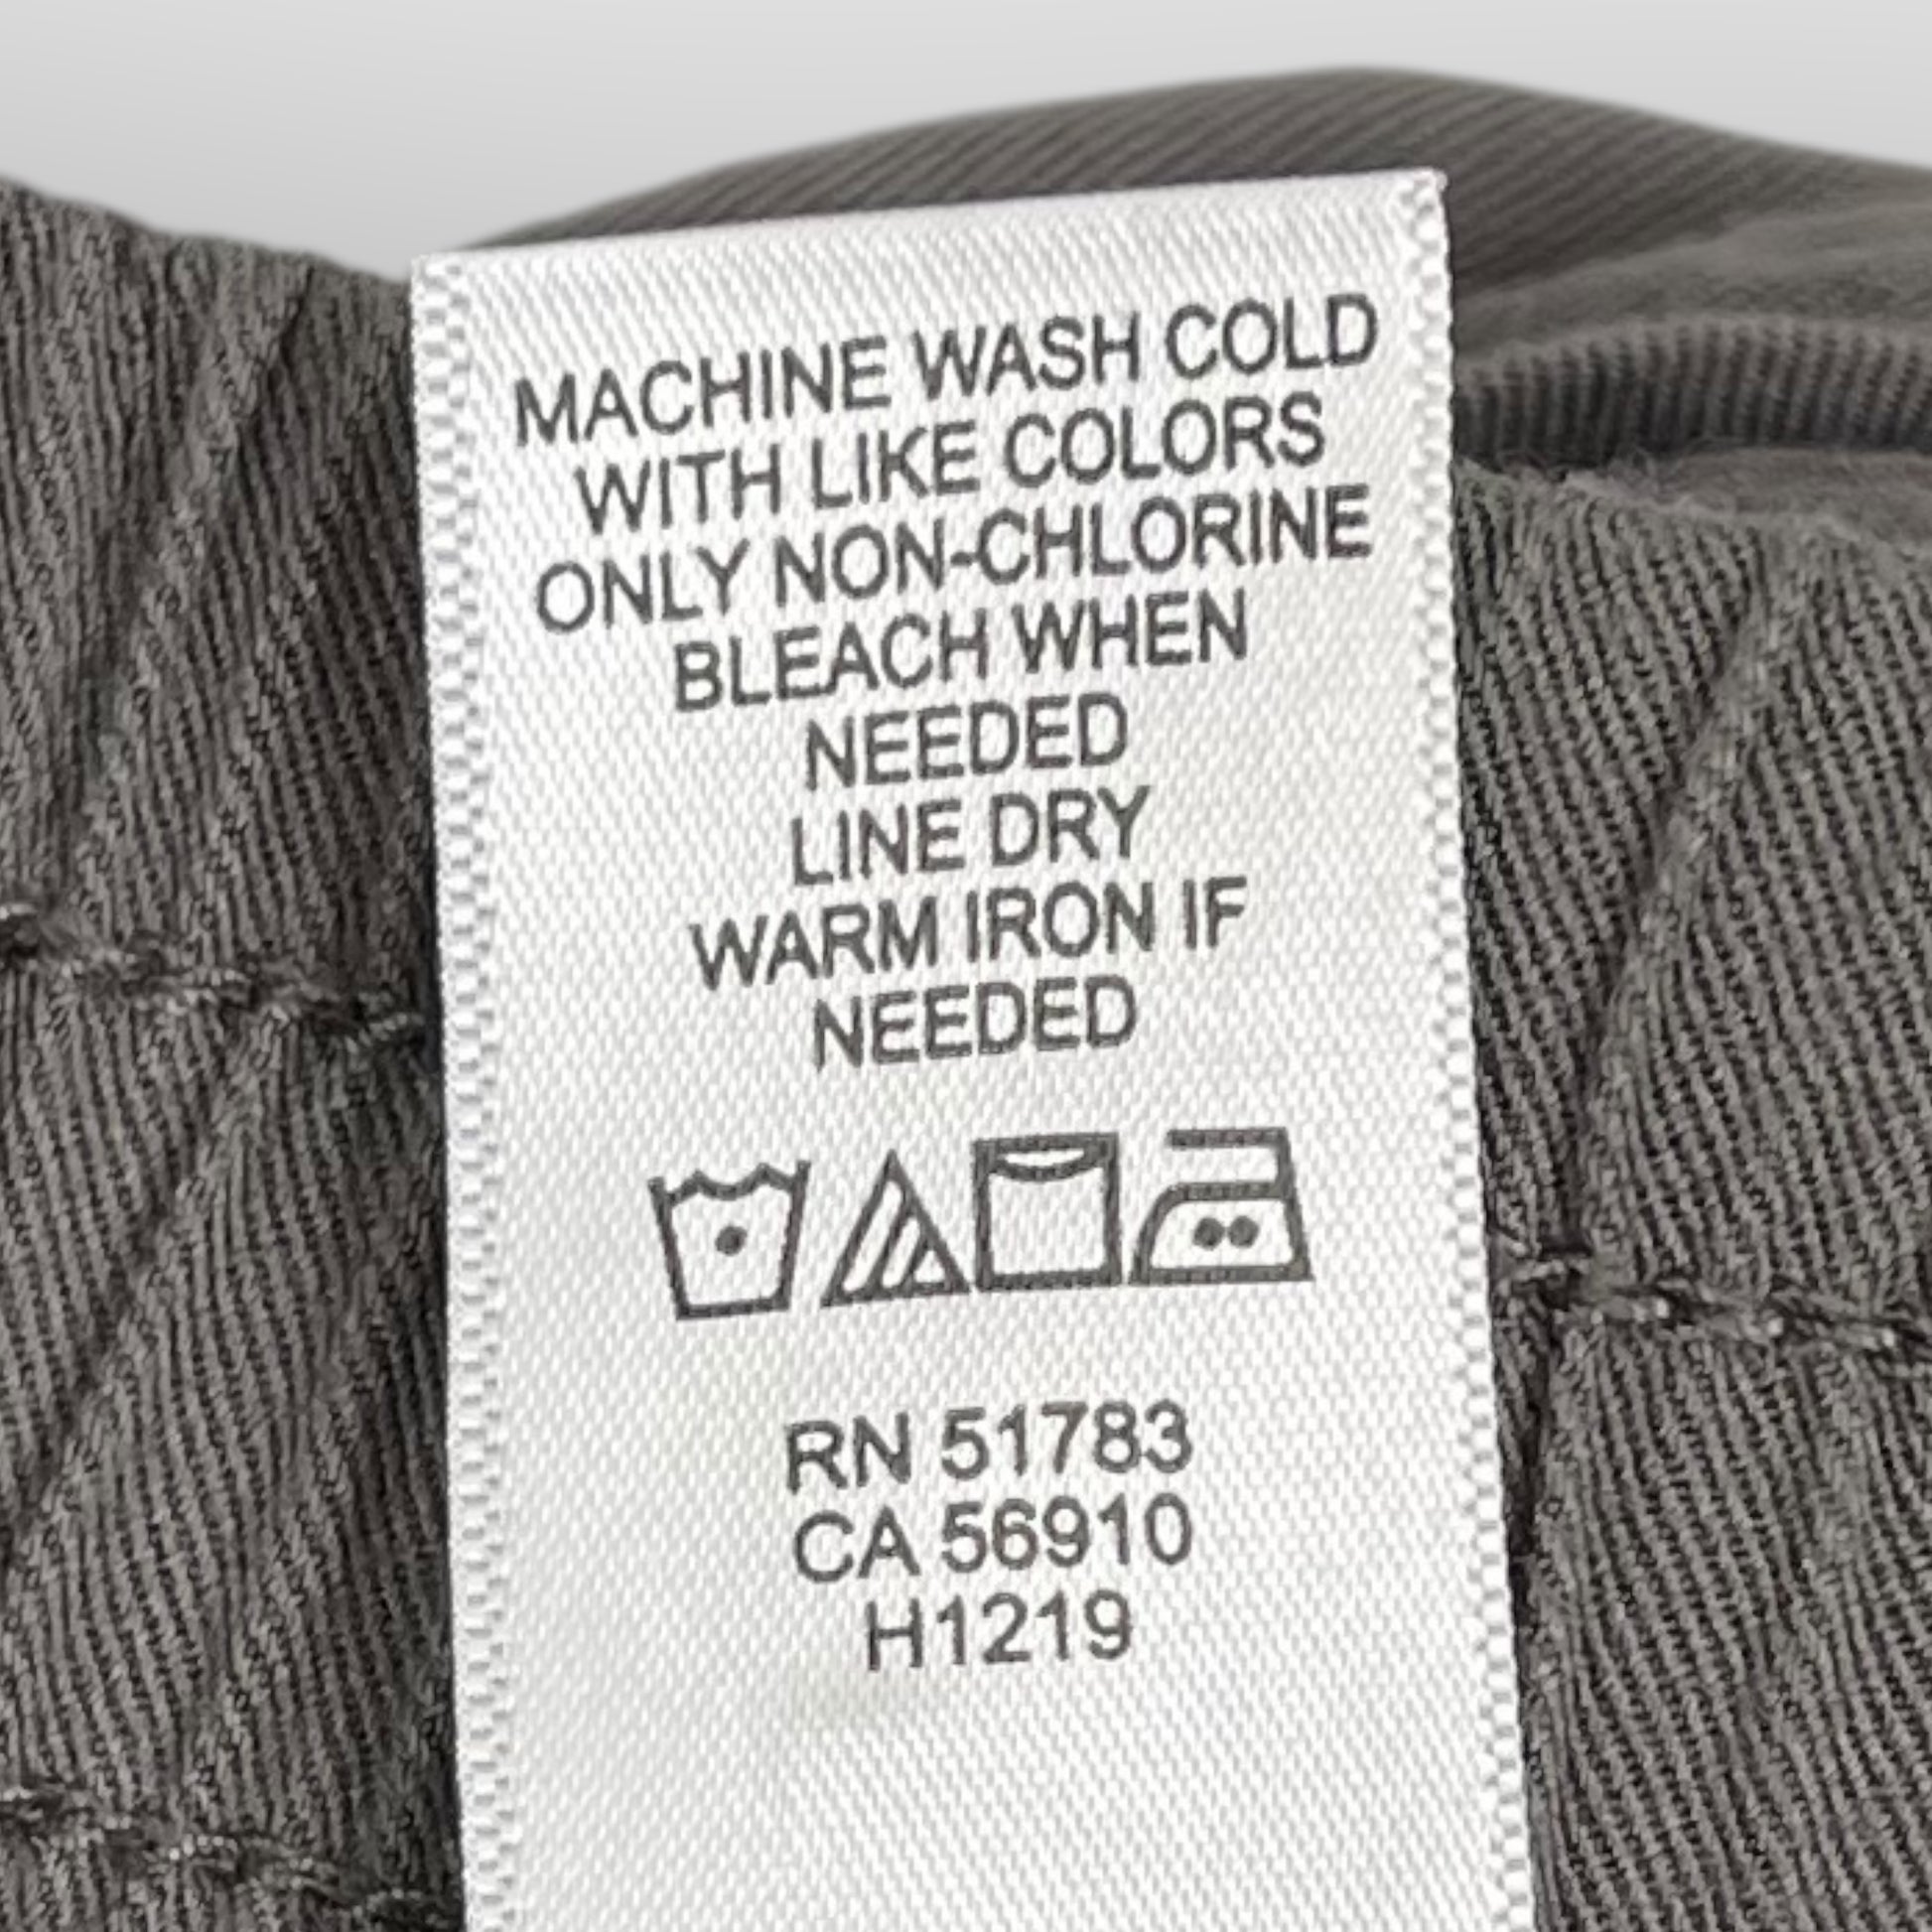 MACHINE WASH COLD
WITH LIKE COLORS
ONLY NON-CHLORINE
BLEACH WHEN
NEEDED
LINE DRY
WARM IRON IF
NEEDED
RN 51783
CA 56910
H1219